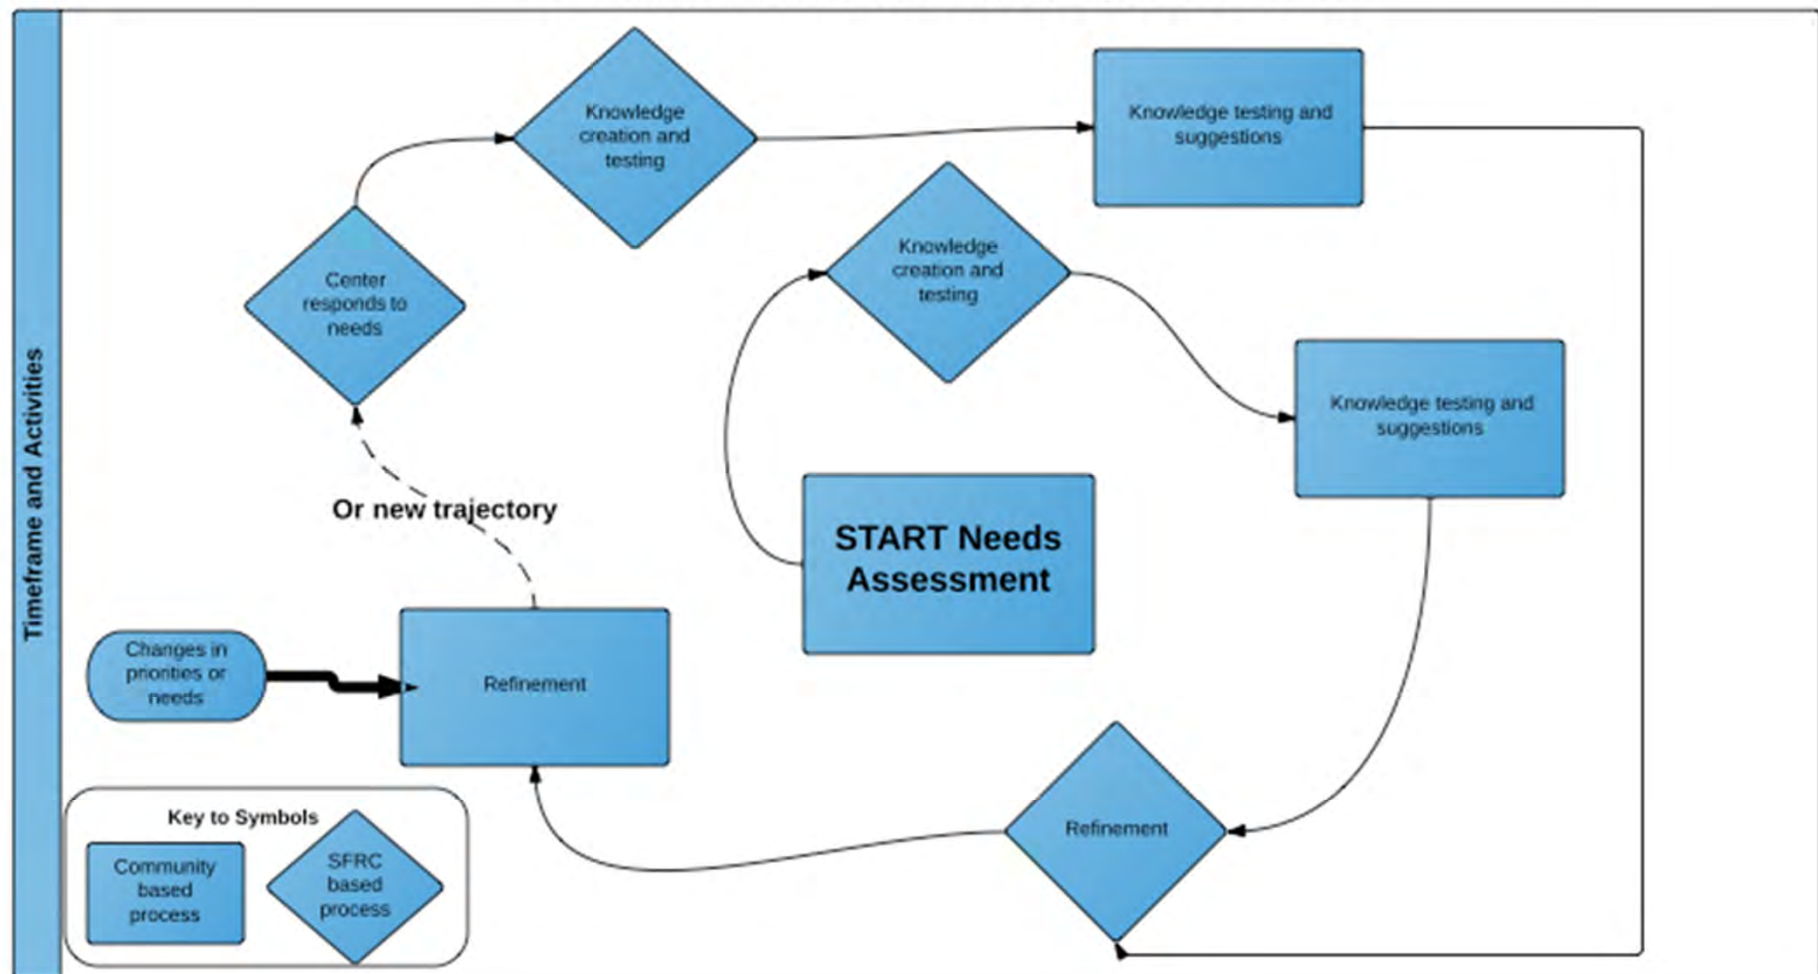 Timeframe and Activities
Knowledge
creation and
testing
Knowledge testing and
suggestions
Center
responds to
needs
Knowledge
creation and
testing
Knowledge testing and
suggestions
Or new trajectory
START Needs
Assessment
Changes in
priorities or
needs
Refinement
Refinement
Key to Symbols
Community
based
process
SFRC
based
process